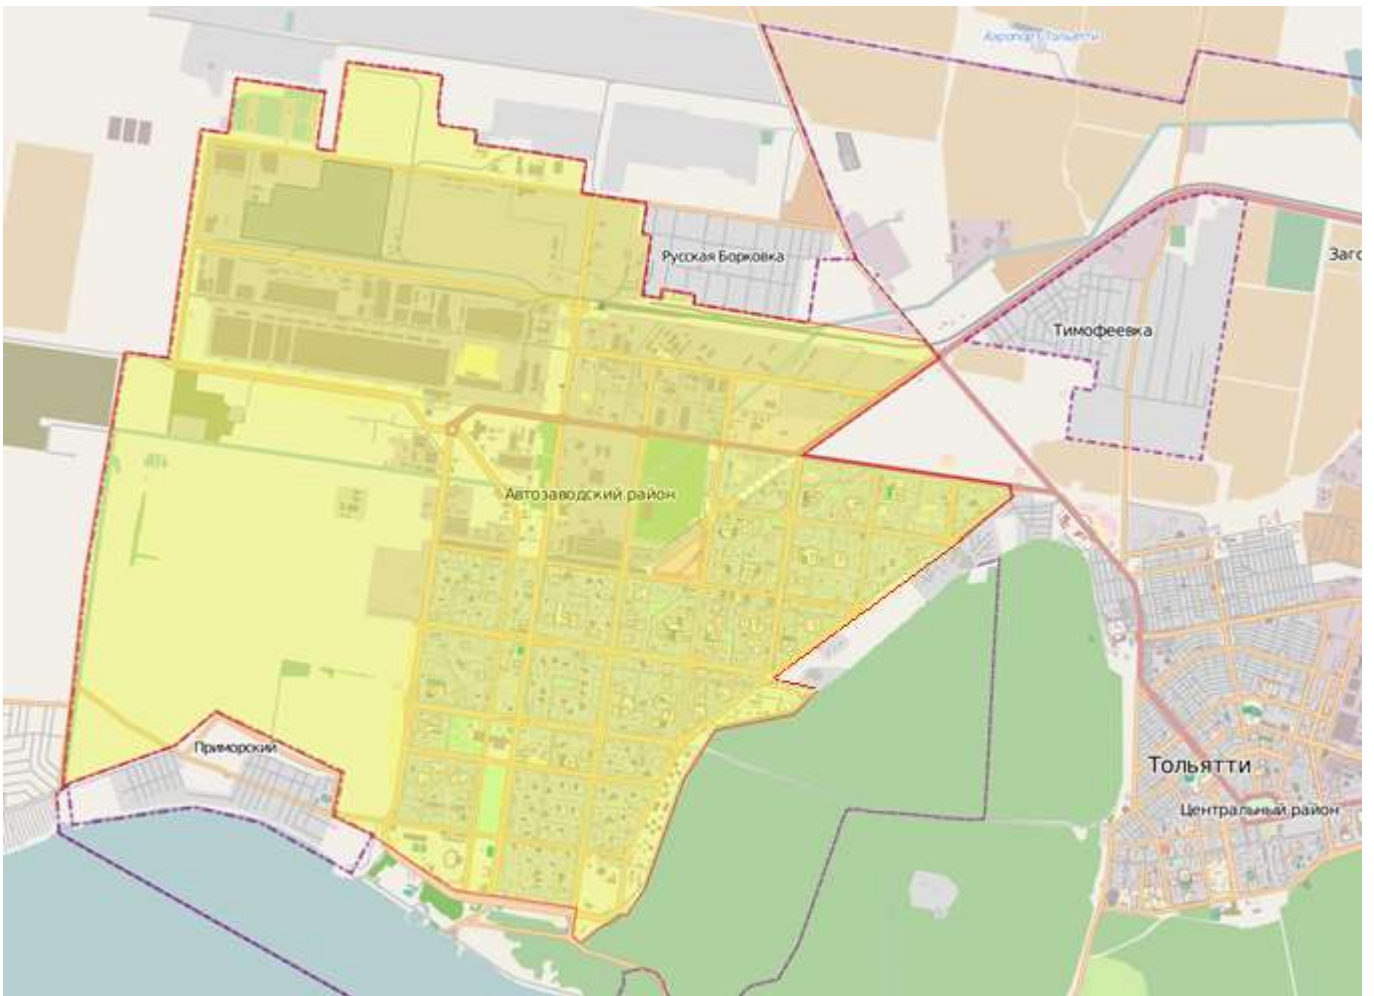 Аэропорт Тольятти
Русская Борковка
Заго
Тимофеевка
Автозаводский район
Приморский
Тольятти
Центральный район